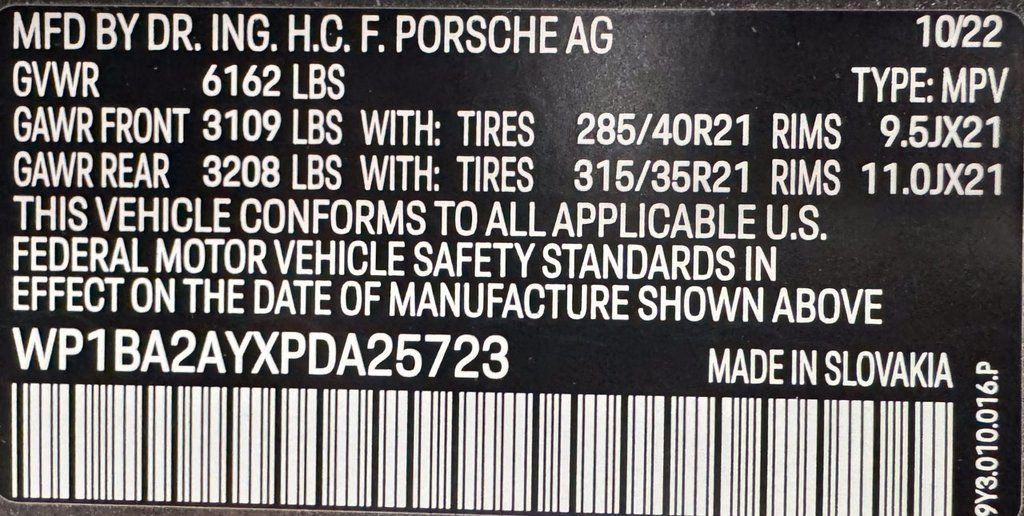 MFD BY DR. ING. H.C. F. PORSCHE AG 10/22
GVWR 6162 LBS TYPE: MPV
GAWR FRONT 3109 LBS WITH: TIRES 285/40R21 RIMS 9.5JX21
GAWR REAR 3208 LBS WITH: TIRES 315/35R21 RIMS 11.0JX21
THIS VEHICLE CONFORMS TO ALL APPLICABLE U.S.
FEDERAL MOTOR VEHICLE SAFETY STANDARDS IN
EFFECT ON THE DATE OF MANUFACTURE SHOWN ABOVE
WP1BA2AYXPDA25723 MADE IN SLOVAKIA
9Y3.010.016.P